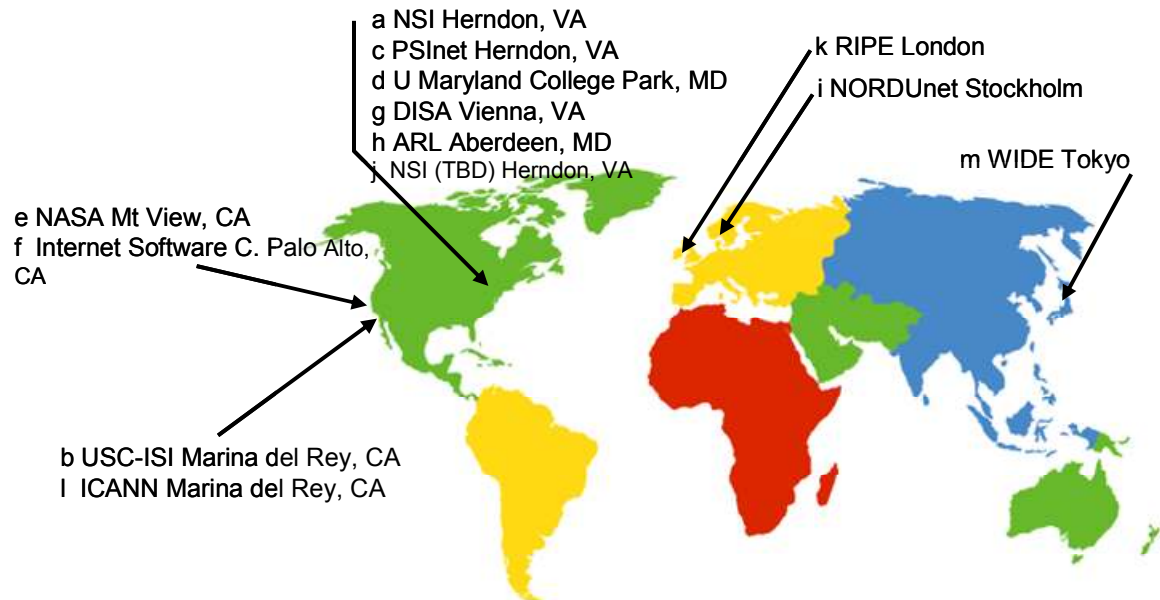 a NSI Herndon, VA
c PSInet Herndon, VA
d U Maryland College Park, MD
g DISA Vienna, VA
h ARL Aberdeen, MD
j NSI (TBD) Herndon, VA
k RIPE London
i NORDUnet Stockholm
m WIDE Tokyo
e NASA Mt View, CA
f Internet Software C. Palo Alto,
CA
b USC-ISI Marina del Rey, CA
l ICANN Marina del Rey, CA